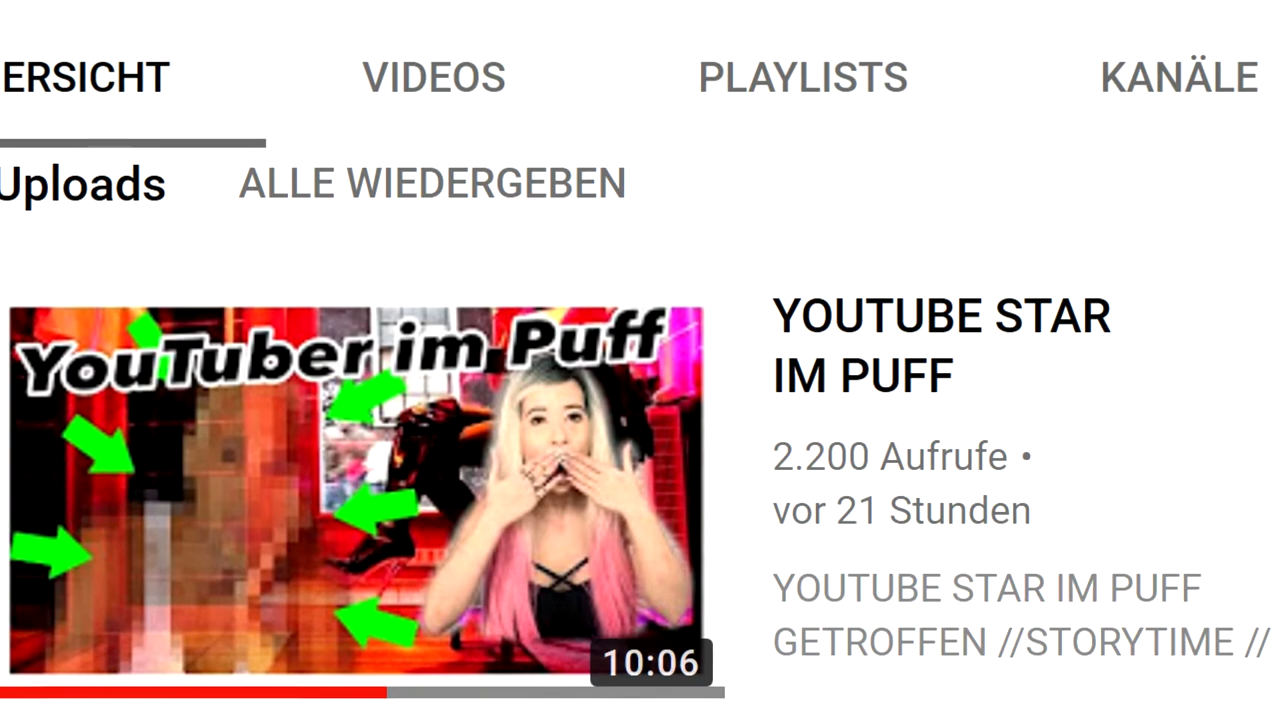 ERSICHT VIDEOS PLAYLISTS KANÄLE
Uploads ALLE WIEDERGEBEN
YouTuber im Puff
10:06
YOUTUBE STAR
IM PUFF
2.200 Aufrufe •
vor 21 Stunden
YOUTUBE STAR IM PUFF
GETROFFEN //STORYTIME //